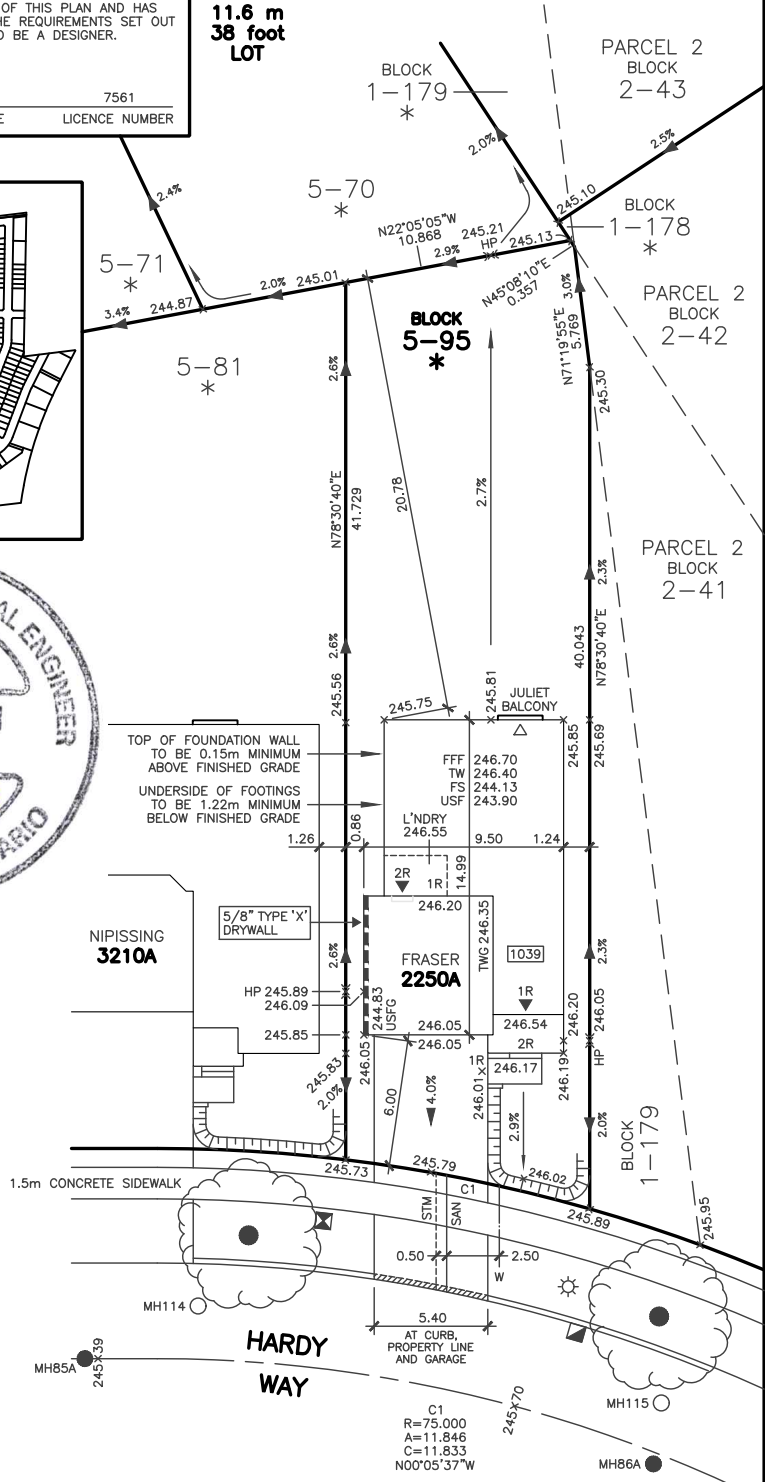 OF THIS PLAN AND HAS
HE REQUIREMENTS SET OUT
O BE A DESIGNER.
7561
E LICENCE NUMBER
11.6 m
38 foot
LOT
BLOCK
1-179
*
PARCEL 2
BLOCK
2-43
2.0%
2.5%
2.4%
5-70
*
245.10
BLOCK
1-178
*
N22°05'05"W
10.868
245.21
HP
245.13
2.9%
5-71
*
2.0%
245.01
3.4%
244.87
N45°08'10"E
0.357
3.0%
PARCEL 2
BLOCK
2-42
BLOCK
5-95
*
N71°19'55"E
5.769
5-81
*
2.6%
245.30
N78°30'40"E
41.729
20.78
2.7%
PARCEL 2
BLOCK
2-41
2.3%
40.043
N78°30'40"E
2.6%
245.56
AL ENGINEER
ARIO
245.75
245.81
JULIET
BALCONY
245.85
245.69
TOP OF FOUNDATION WALL
TO BE 0.15m MINIMUM
ABOVE FINISHED GRADE
UNDERSIDE OF FOOTINGS
TO BE 1.22m MINIMUM
BELOW FINISHED GRADE
FFF 246.70
TW 246.40
FS 244.13
USF 243.90
L'NDRY
246.55
1.26
0.86
9.50
1.24
14.99
2R
1R
246.20
5/8" TYPE 'X'
DRYWALL
TWG 246.35
NIPISSING
3210A
FRASER
2250A
1039
2.6%
2.3%
HP 245.89
246.09
244.83
USFG
1R
246.54
2R
246.20
246.05
HP
245.85
246.05
246.05
246.05
245.83
2.0%
1R
246.01
246.17
246.19
6.00
4.0%
2.9%
2.0%
BLOCK
1-179
245.73
245.79
246.02
1.5m CONCRETE SIDEWALK
C1
245.89
245.95
STM
SAN
0.50
2.50
W
MH114
5.40
AT CURB,
PROPERTY LINE
AND GARAGE
HARDY
WAY
MH85A
245.39
245.70
MH115
C1
R=75.000
A=11.846
C=11.833
N00°05'37"W
MH86A